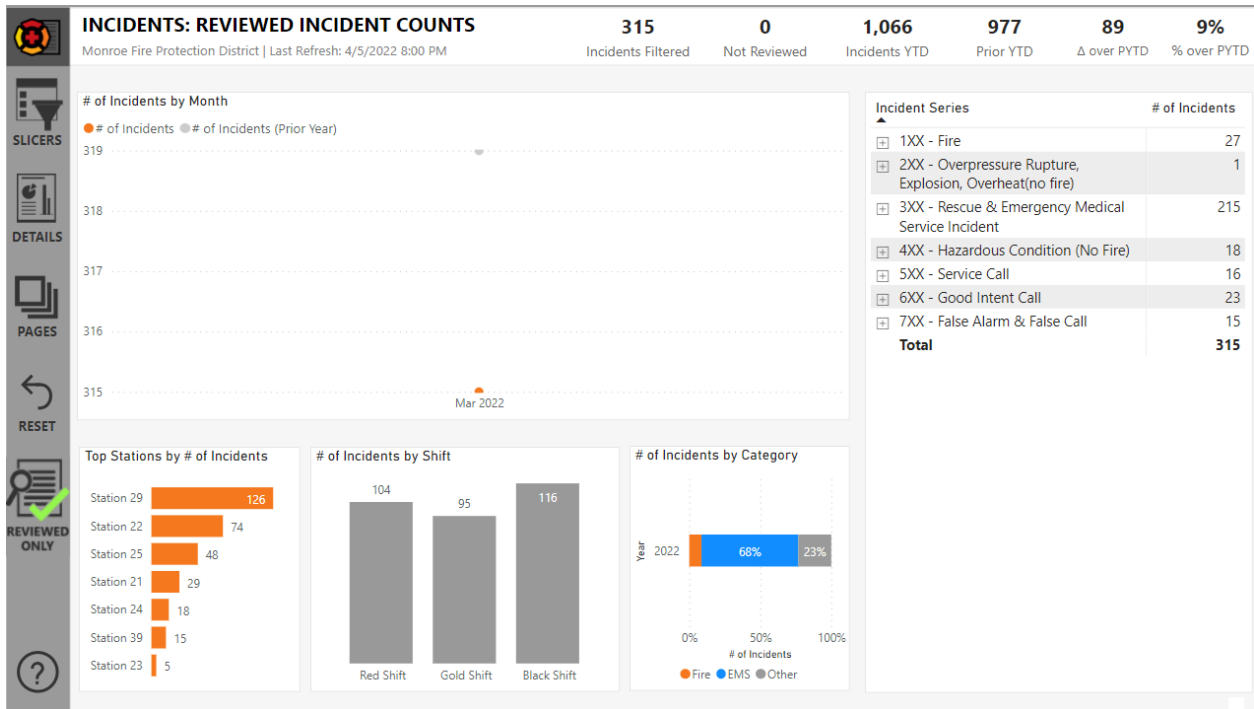 INCIDENTS: REVIEWED INCIDENT COUNTS
Monroe Fire Protection District | Last Refresh: 4/5/2022 8:00 PM
315
Incidents Filtered
0
Not Reviewed
1,066
Incidents YTD
977
Prior YTD
89
Δ over PYTD
9%
% over PYTD
SLICERS
DETAILS
PAGES
RESET
REVIEWED
ONLY
?
# of Incidents by Month
# of Incidents # of Incidents (Prior Year)
319
318
317
316
315
Mar 2022
Incident Series # of Incidents
1XX - Fire 27
2XX - Overpressure Rupture, 1
Explosion, Overheat(no fire)
3XX - Rescue & Emergency Medical 215
Service Incident
4XX - Hazardous Condition (No Fire) 18
5XX - Service Call 16
6XX - Good Intent Call 23
7XX - False Alarm & False Call 15
Total 315
Top Stations by # of Incidents
Station 29 126
Station 22 74
Station 25 48
Station 21 29
Station 24 18
Station 39 15
Station 23 5
# of Incidents by Shift
104 95 116
Red Shift Gold Shift Black Shift
# of Incidents by Category
Year
2022 68% 23%
0% 50% 100%
# of Incidents
Fire EMS Other